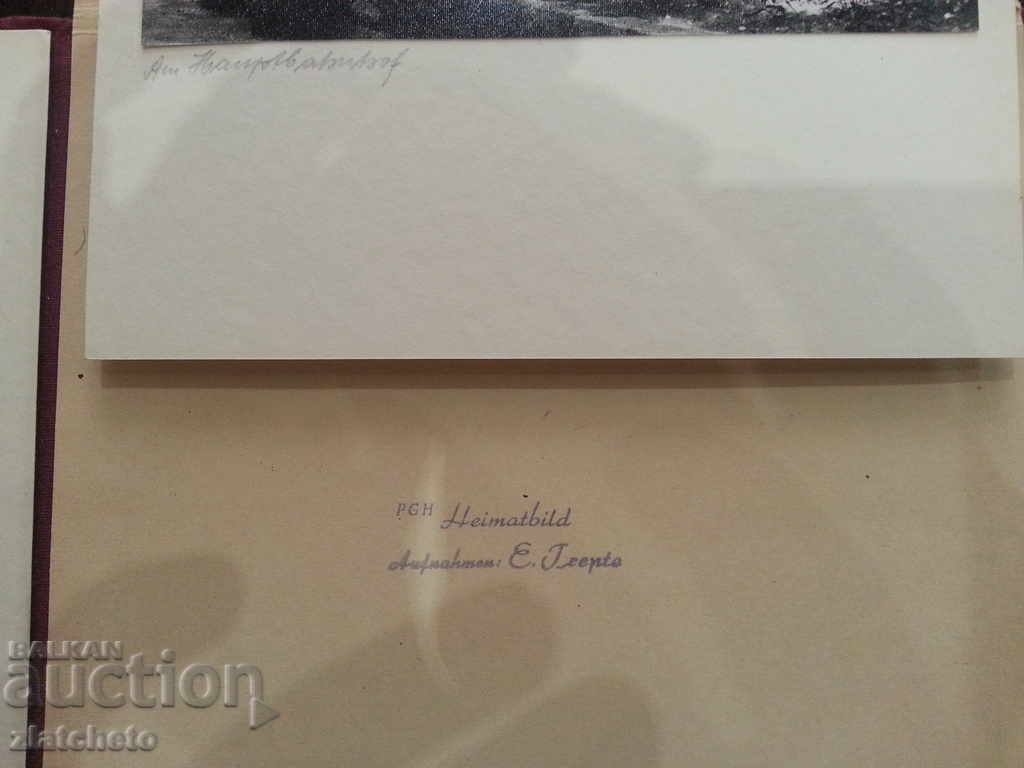 Am Hauptbahnhof
PGH Heimatbild
Aufnahmen: E. Trepte
BALKAN
auction
zlatcheto